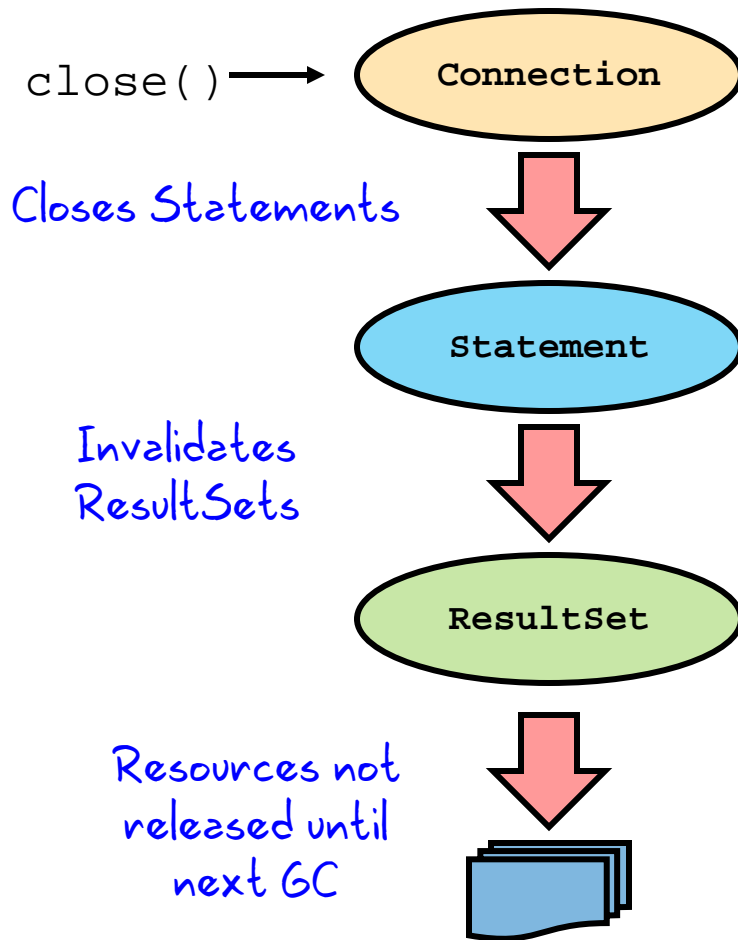 close()
Connection
Closes Statements
Statement
Invalidates
ResultSets
ResultSet
Resources not
released until
next GC